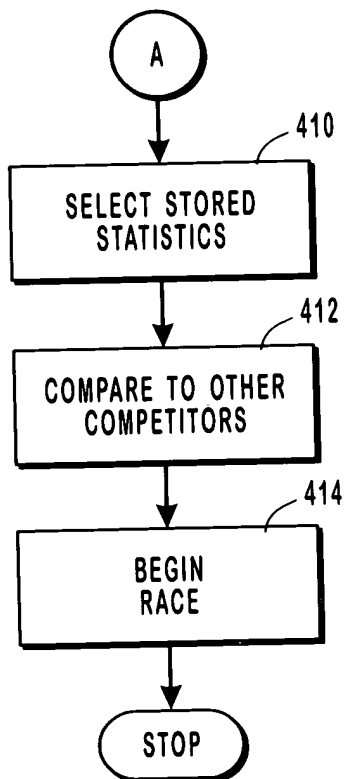 A
410
SELECT STORED
STATISTICS
412
COMPARE TO OTHER
COMPETITORS
414
BEGIN
RACE
STOP